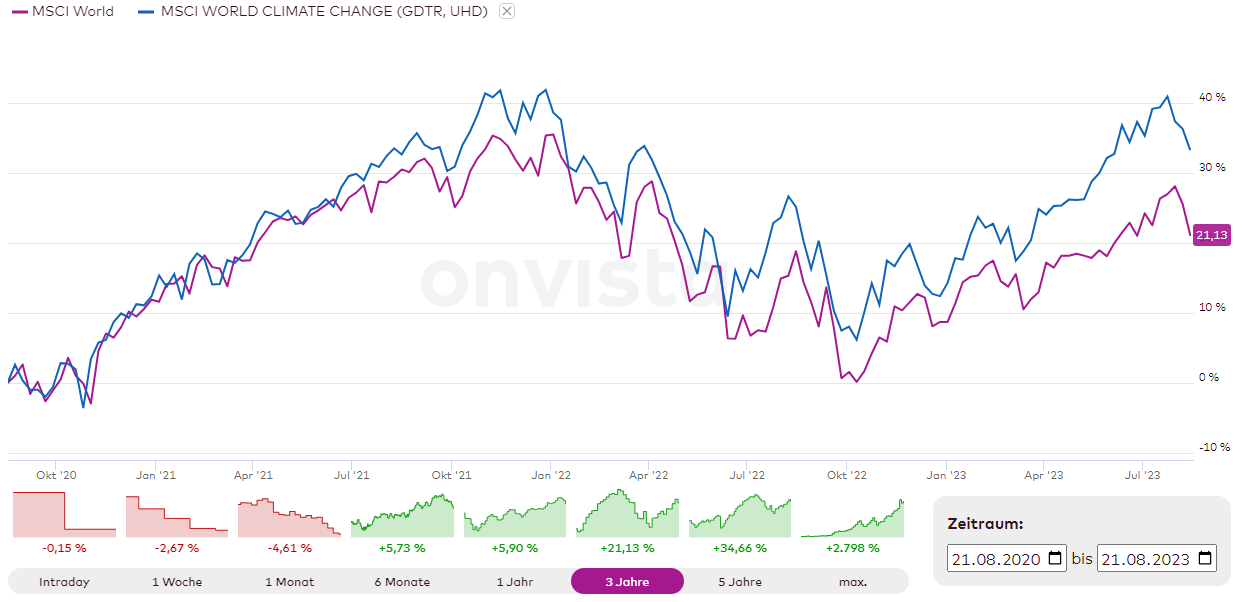 MSCI World MSCI WORLD CLIMATE CHANGE (GDTR, UHD)
40 %
30 %
21,13
10 %
0 %
-10 %
onvista
Okt '20 Jan '21 Apr '21 Jul '21 Okt '21 Jan '22 Apr '22 Jul '22 Okt '22 Jan '23 Apr '23 Jul '23
-0,15 % -2,67 % -4,61 % +5,73 % +5,90 % +21,13 % +34,66 % +2.798 %
Intraday 1 Woche 1 Monat 6 Monate 1 Jahr 3 Jahre 5 Jahre max.
Zeitraum:
21.08.2020 bis 21.08.2023